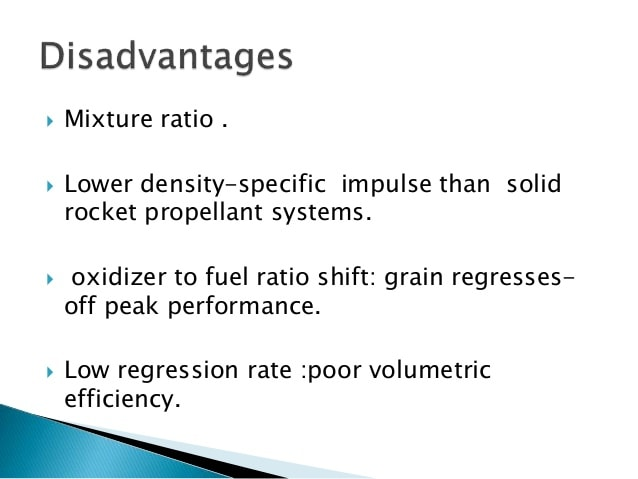 Disadvantages
Mixture ratio .
Lower density-specific  impulse than  solid
rocket propellant systems.
oxidizer to fuel ratio shift: grain regresses-
off peak performance.
Low regression rate :poor volumetric
efficiency.